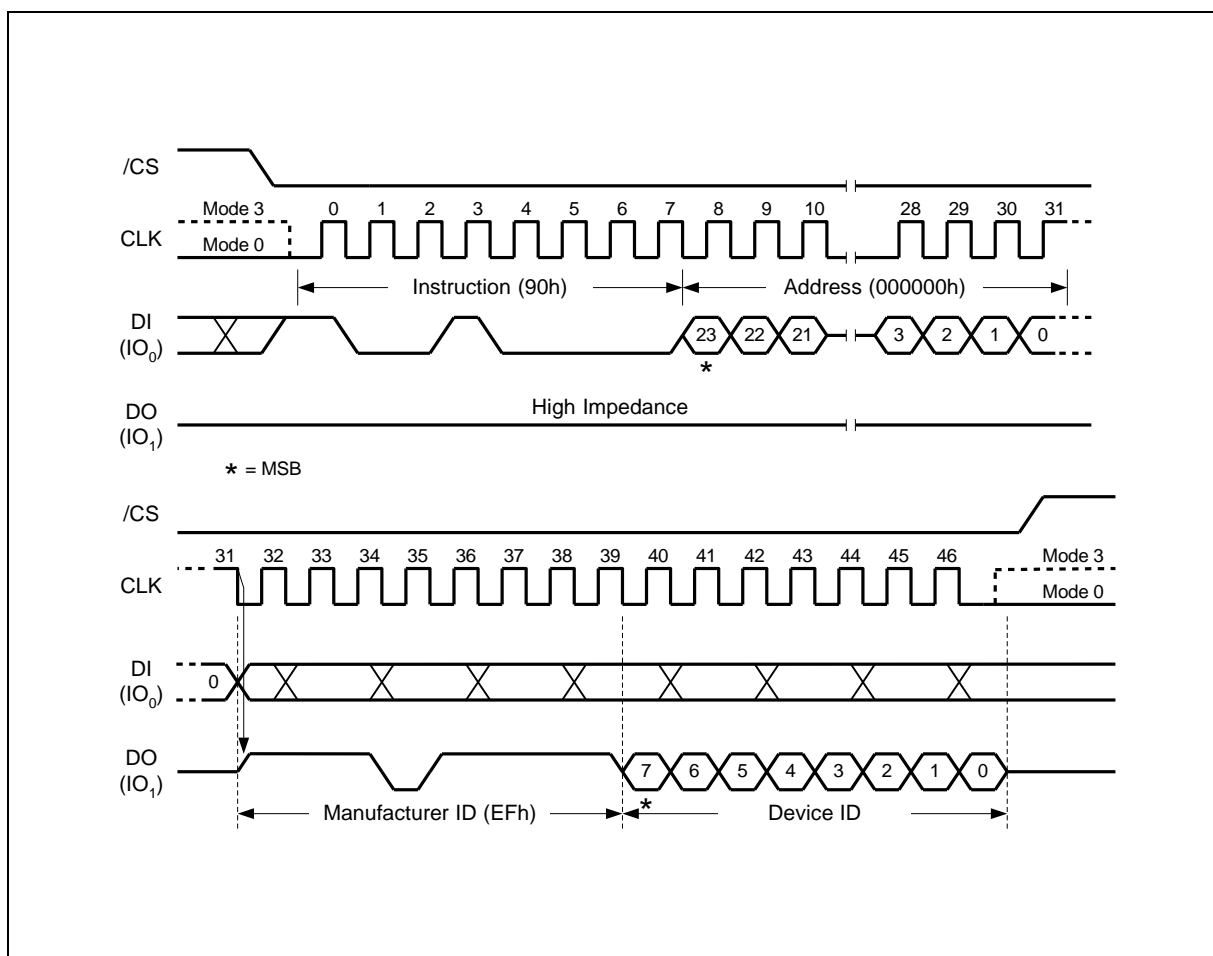 /CS
Mode 3 0 1 2 3 4 5 6 7 8 9 10 28 29 30 31
CLK
Mode 0
Instruction (90h) Address (000000h)
DI
(IO0) 23 22 21 3 2 1 0
*
High Impedance
DO
(IO1)
* = MSB
/CS
31 32 33 34 35 36 37 38 39 40 41 42 43 44 45 46 Mode 3
CLK
Mode 0
DI
(IO0) 0
DO
(IO1) 7 6 5 4 3 2 1 0
*
Manufacturer ID (EFh) Device ID